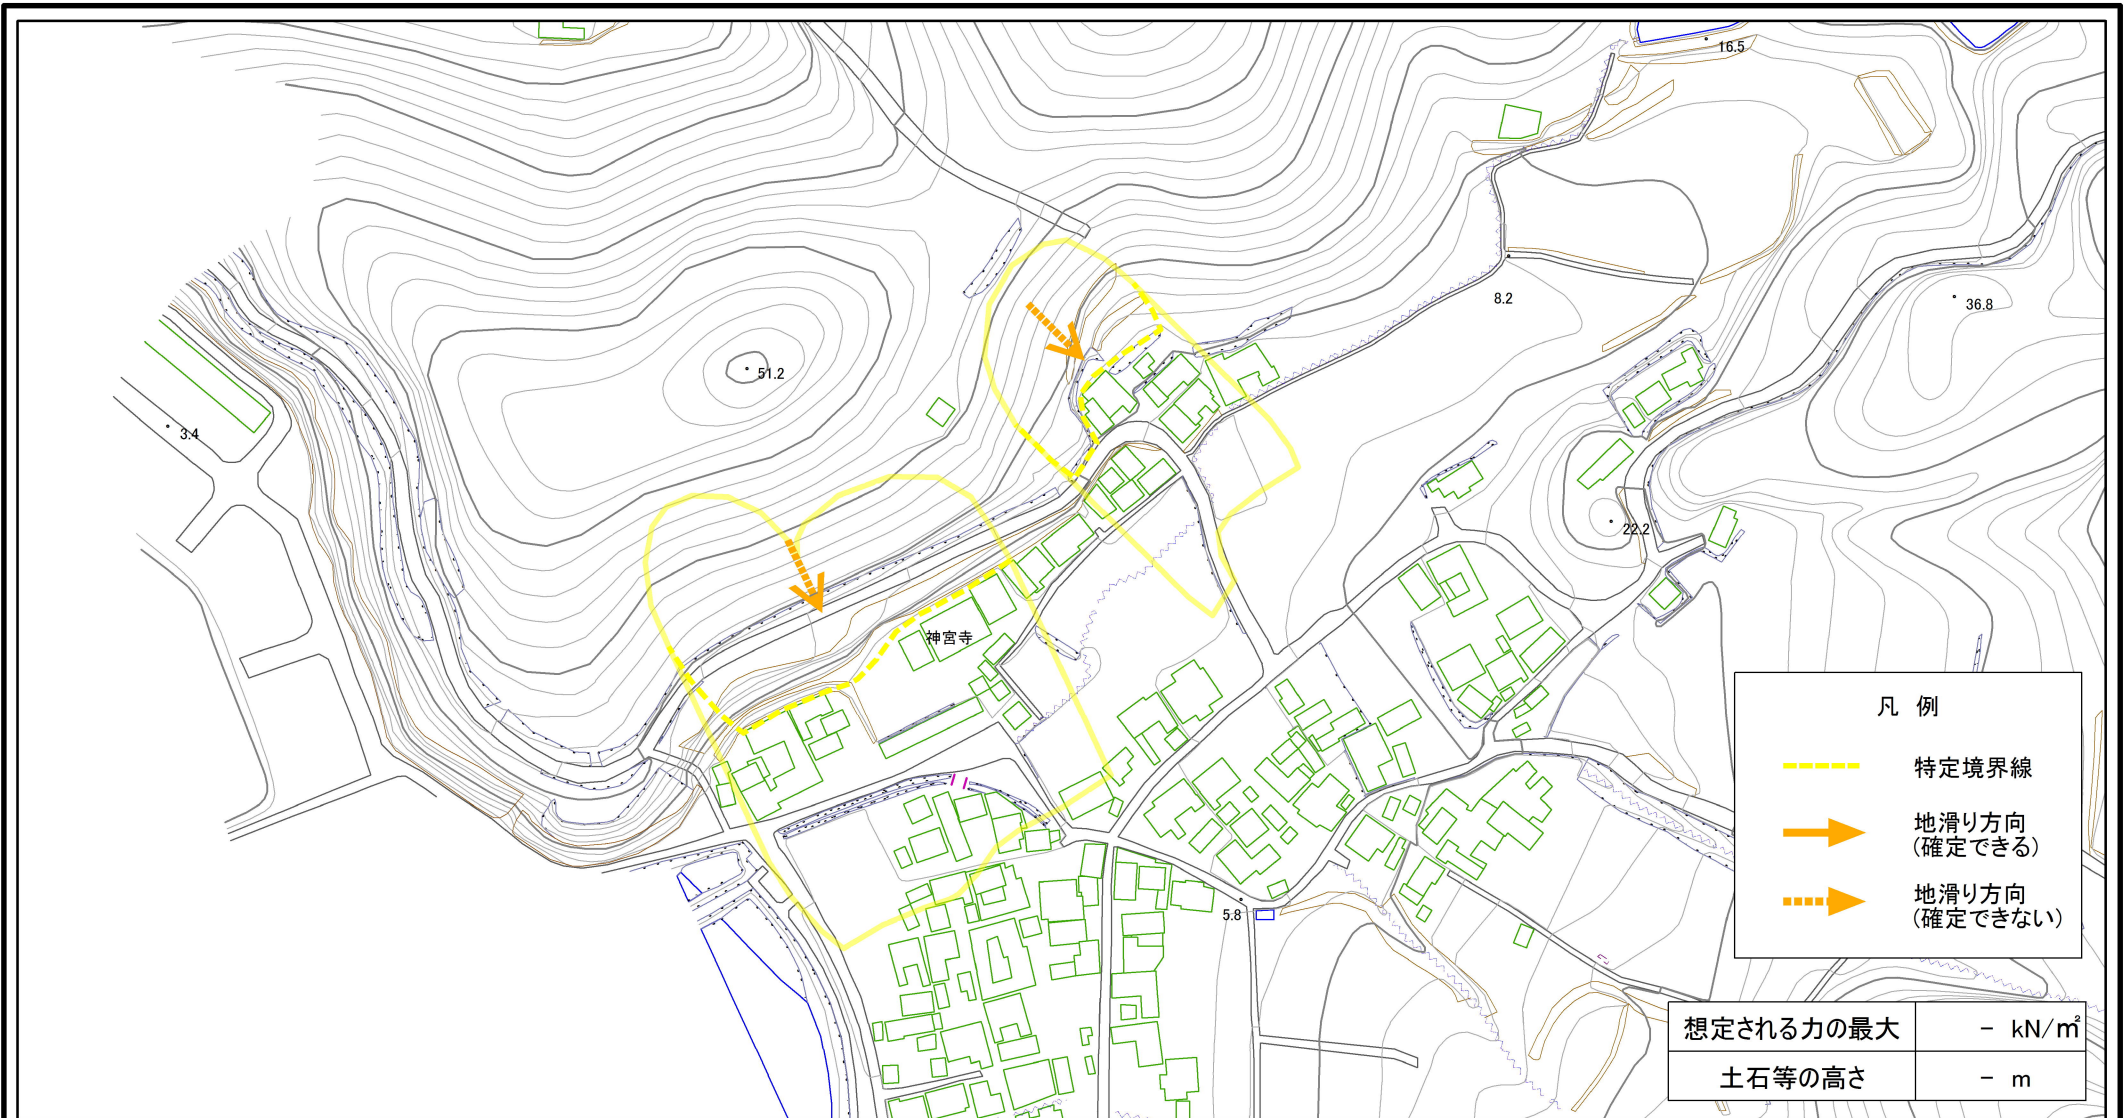 16.5
8.2
36.8
51.2
3.4
22.2
神宮寺
5.8
凡 例
特定境界線
地滑り方向
(確定できる)
地滑り方向
(確定できない)
想定される力の最大 - kN/㎡
土石等の高さ - m